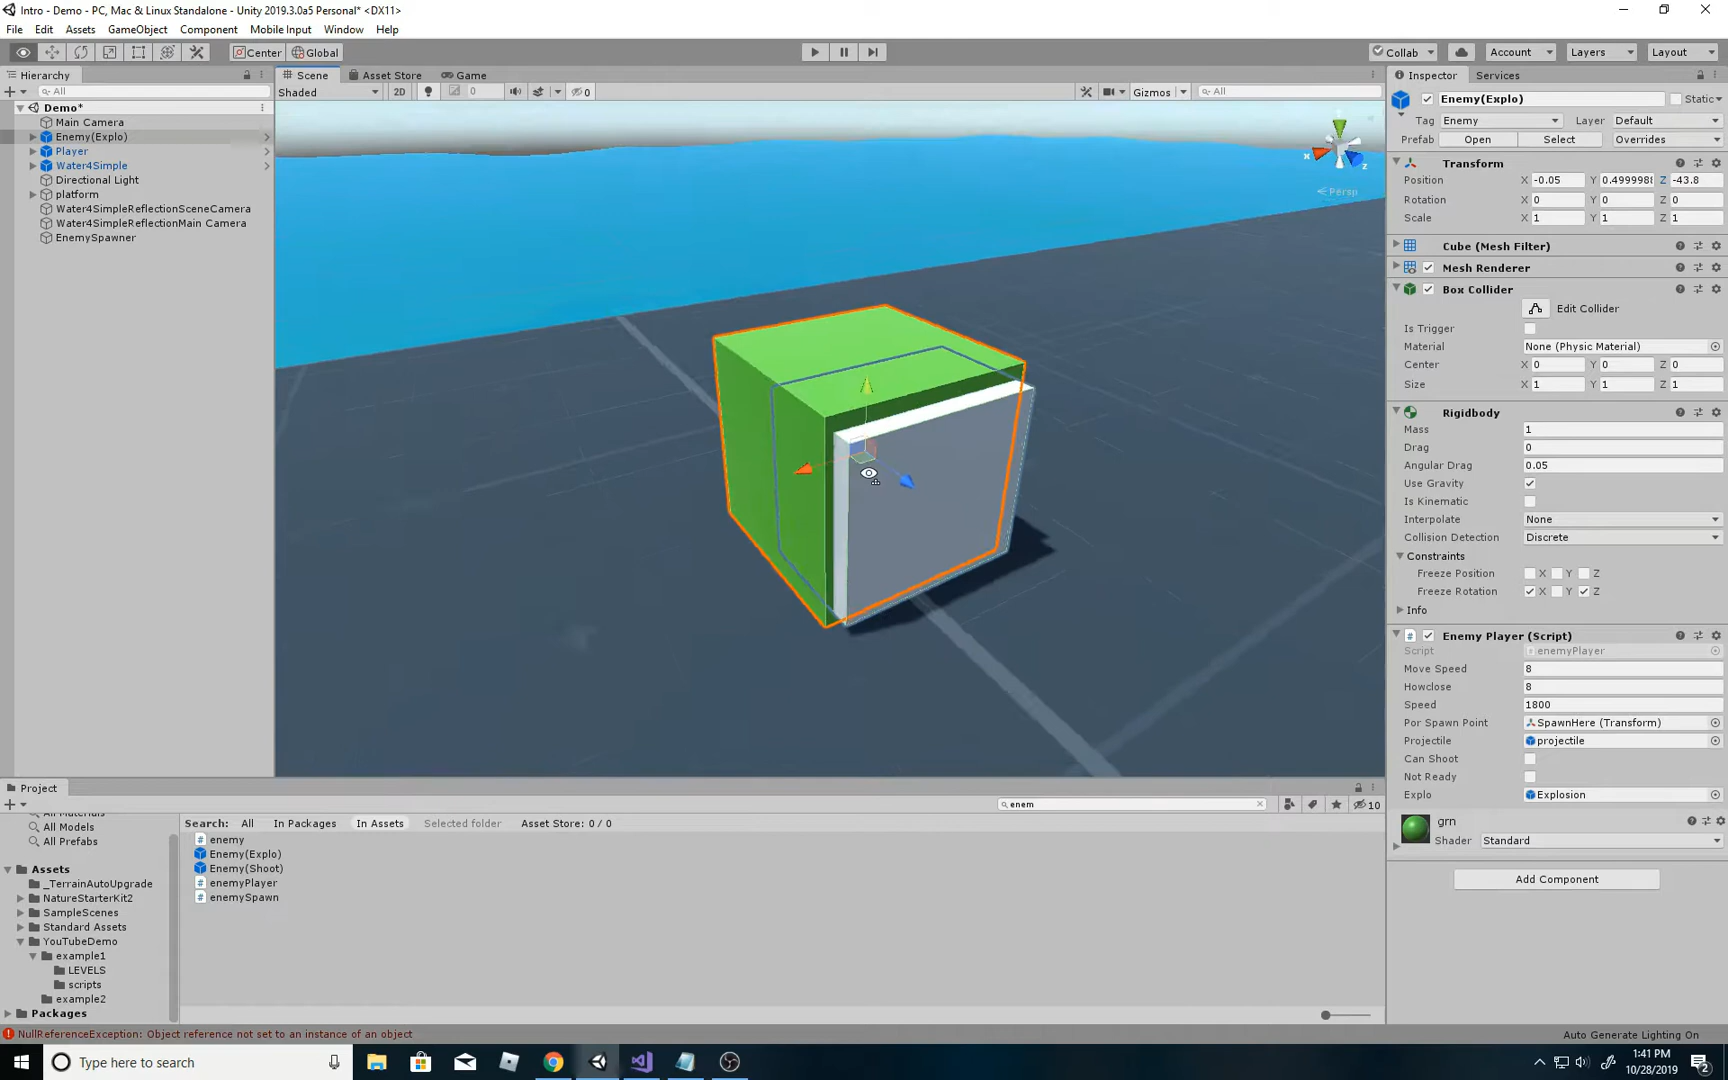 Intro - Demo - PC, Mac & Linux Standalone - Unity 2019.3.0a5 Personal* <DX11>
File Edit Assets GameObject Component Mobile Input Window Help
Center Global Collab Account Layers Layout
Hierarchy
All
Demo*
Main Camera
Enemy(Explo)
Player
Water4Simple
Directional Light
platform
Water4SimpleReflectionSceneCamera
Water4SimpleReflectionMain Camera
EnemySpawner
Scene Asset Store Game
Shaded 2D 0 0 Gizmos All
y
x
z
Persp
Inspector Services
Enemy(Explo) Static
Tag Enemy Layer Default
Prefab Open Select Overrides
Transform
Position X -0.05 Y 0.4999988 Z -43.8
Rotation X 0 Y 0 Z 0
Scale X 1 Y 1 Z 1
Cube (Mesh Filter)
Mesh Renderer
Box Collider
Edit Collider
Is Trigger
Material None (Physic Material)
Center X 0 Y 0 Z 0
Size X 1 Y 1 Z 1
Rigidbody
Mass 1
Drag 0
Angular Drag 0.05
Use Gravity
Is Kinematic
Interpolate None
Collision Detection Discrete
Constraints
Freeze Position X Y Z
Freeze Rotation X Y Z
Info
# Enemy Player (Script)
Script enemyPlayer
Move Speed 8
Howclose 8
Speed 1800
Por Spawn Point SpawnHere (Transform)
Projectile projectile
Can Shoot
Not Ready
Explo Explosion
grn
Shader Standard
Add Component
Project
enem 10
All Materials
All Models
All Prefabs
Assets
_TerrainAutoUpgrade
NatureStarterKit2
SampleScenes
Standard Assets
YouTubeDemo
example1
LEVELS
scripts
example2
Packages
Search: All In Packages In Assets Selected folder Asset Store: 0 / 0
# enemy
Enemy(Explo)
Enemy(Shoot)
# enemyPlayer
# enemySpawn
NullReferenceException: Object reference not set to an instance of an object
Auto Generate Lighting On
Type here to search
1:41 PM
10/28/2019
2